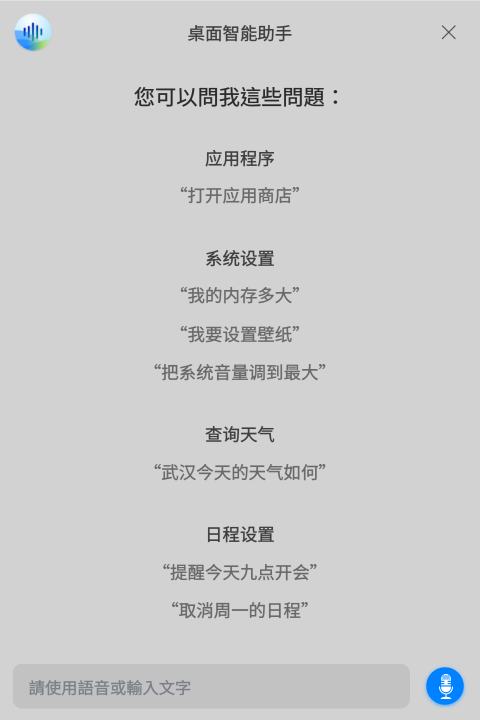 桌面智能助手
您可以問我這些問題：
应用程序
“打开应用商店”
系统设置
“我的内存多大”
“我要设置壁纸”
“把系统音量调到最大”
查询天气
“武汉今天的天气如何”
日程设置
“提醒今天九点开会”
“取消周一的日程”
請使用語音或輸入文字